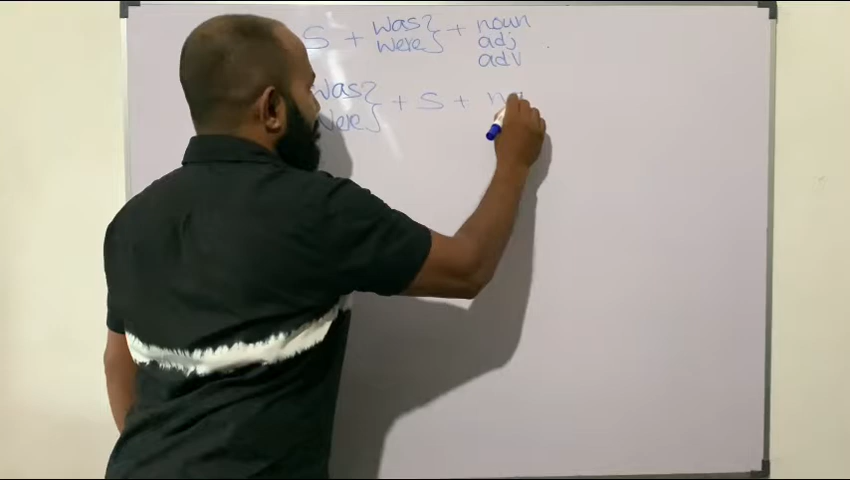 S + Was } + noun
Were } adj
adv
Was } + S +
Were }